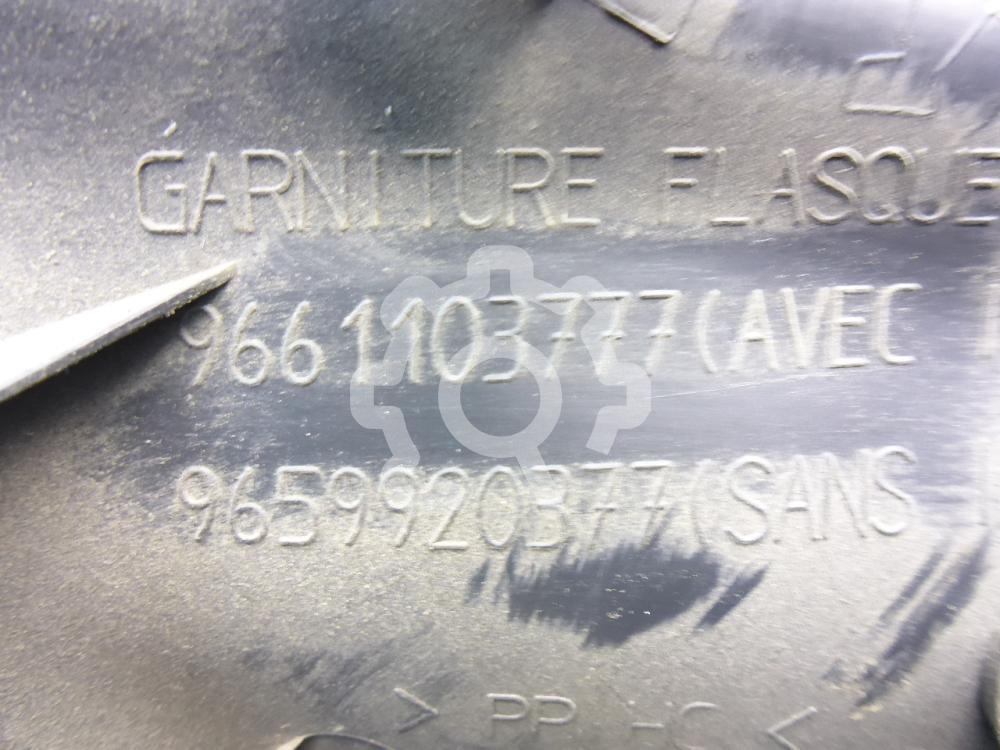 GARNITURE FLASQUE
9661103777(AVEC
9659920377(SANS
> PP